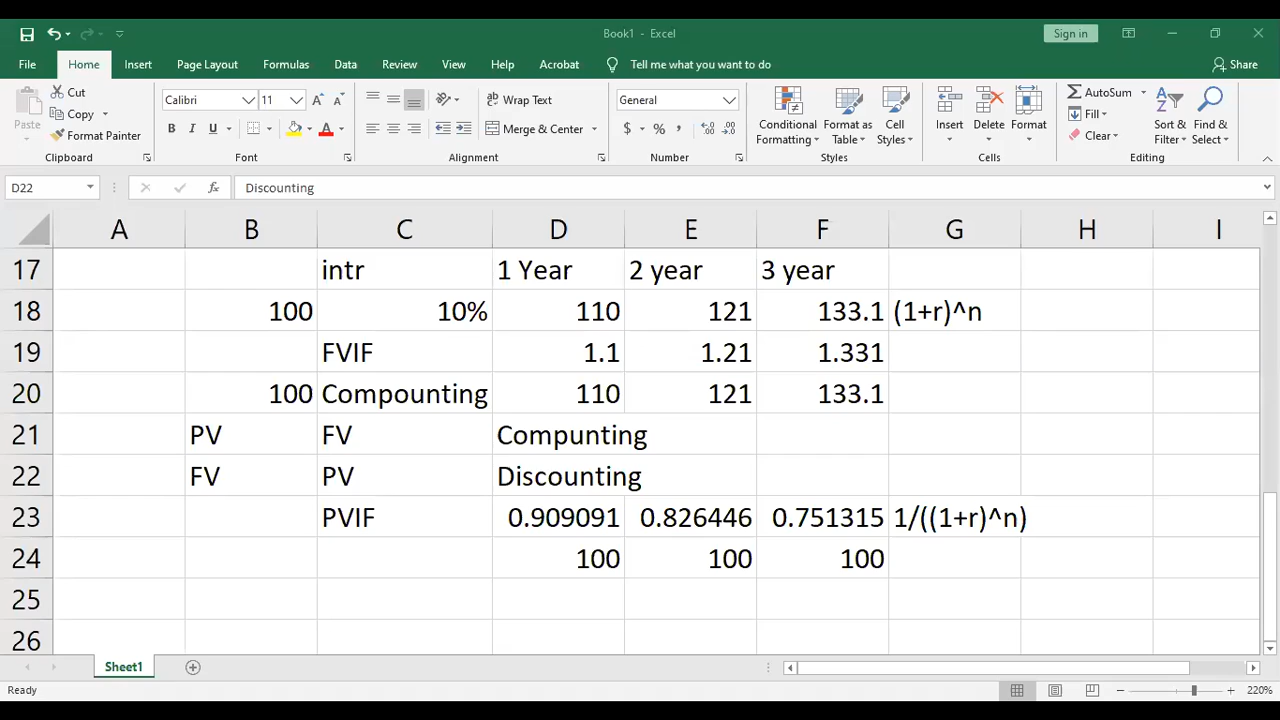 Book1 - Excel Sign in
File Home Insert Page Layout Formulas Data Review View Help Acrobat Tell me what you want to do Share
Cut
Copy
Format Painter
Paste
Calibri 11
B I U A
Wrap Text
Merge & Center
General
$ % ,
Conditional Formatting
Format as Table
Cell Styles
Insert Delete Format
AutoSum
Fill
Clear
Sort & Filter
Find & Select
Clipboard Font Alignment Number Styles Cells Editing
D22 fx Discounting
A B C D E F G H I
17 intr 1 Year 2 year 3 year
18 100 10% 110 121 133.1 (1+r)^n
19 FVIF 1.1 1.21 1.331
20 100 Compounting 110 121 133.1
21 PV FV Compunting
22 FV PV Discounting
23 PVIF 0.909091 0.826446 0.751315 1/((1+r)^n)
24 100 100 100
25
26
Sheet1
Ready 220%